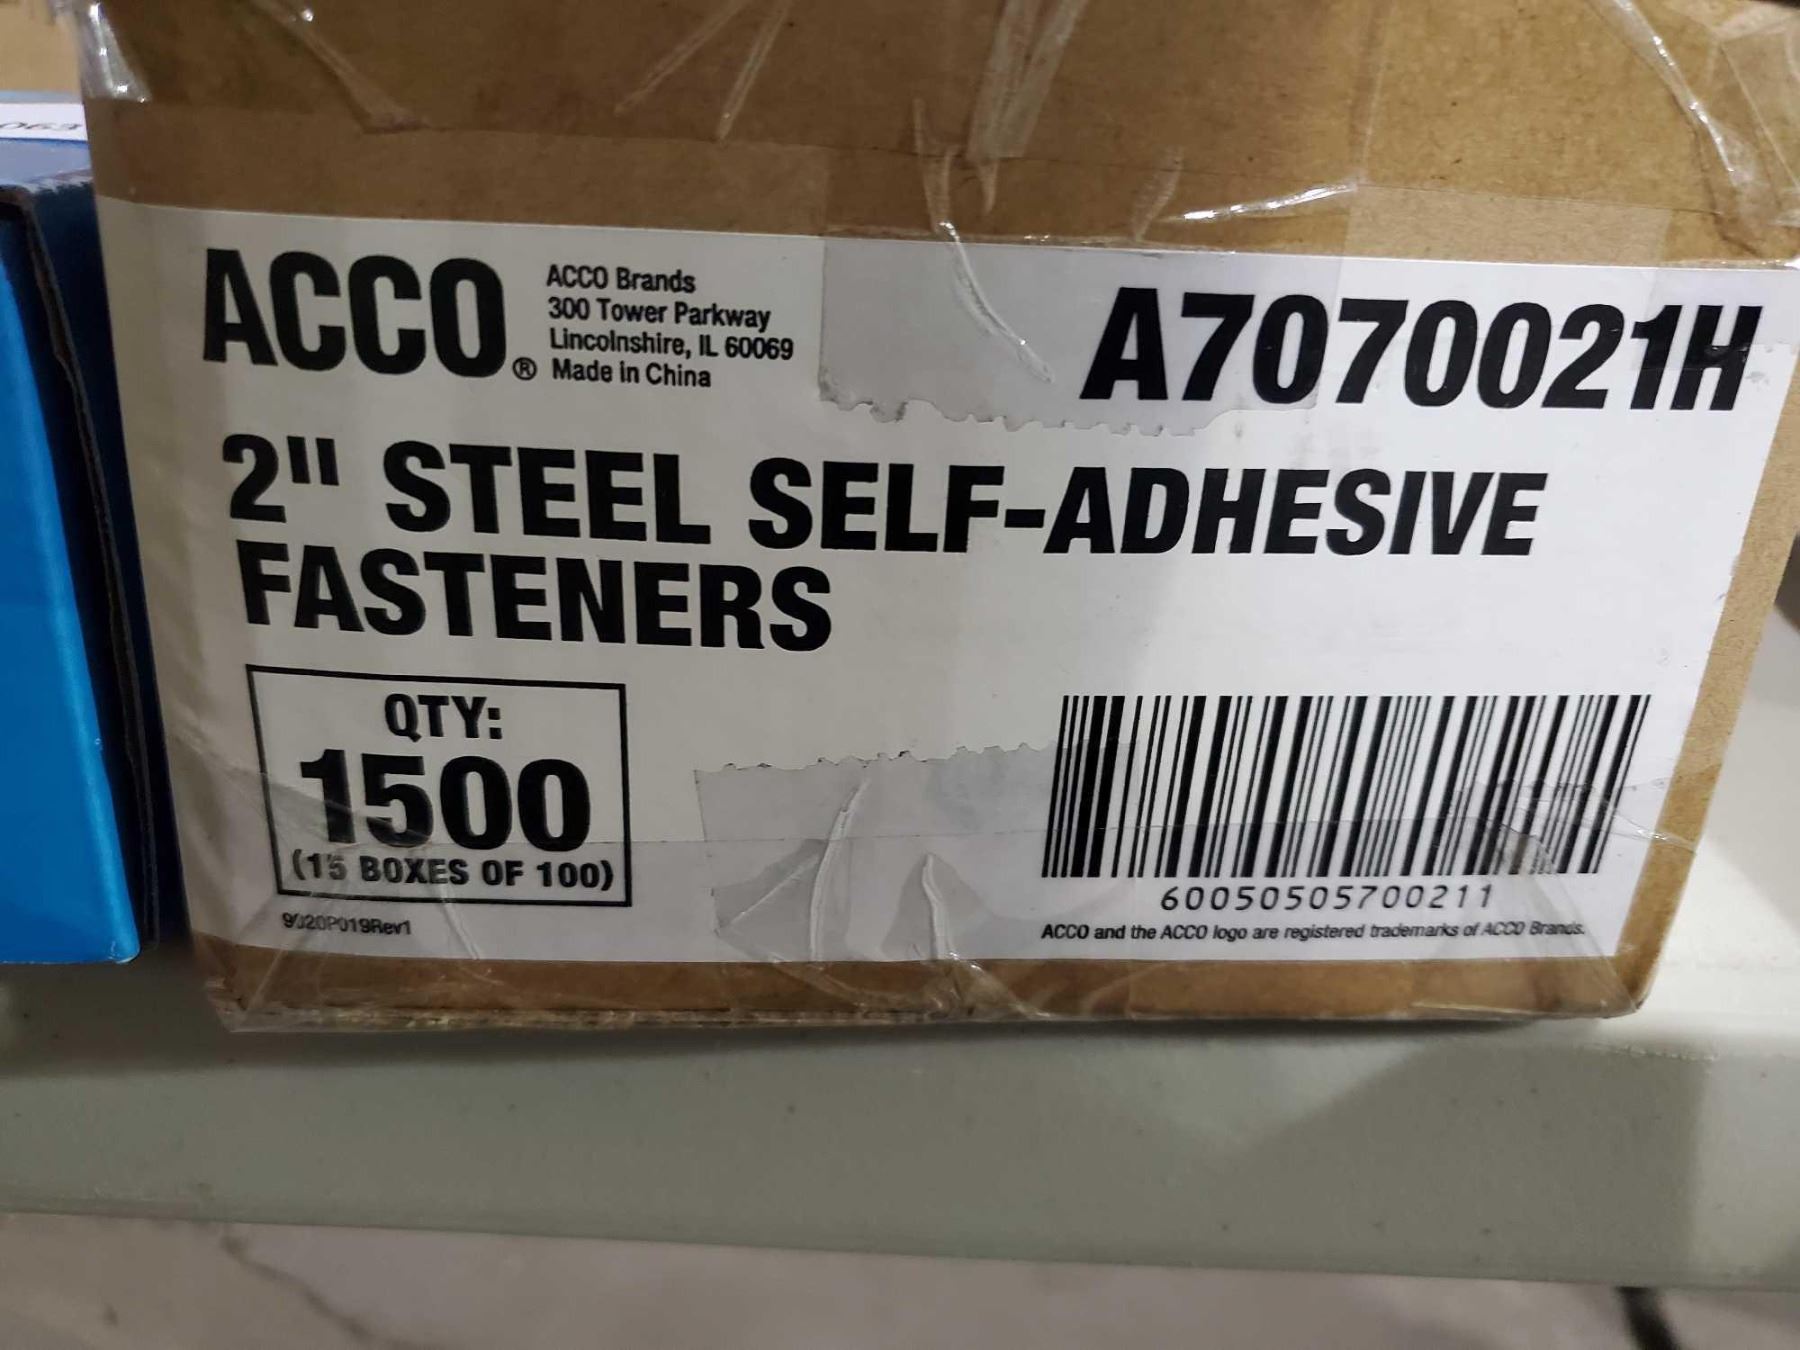 ACCO®
ACCO Brands
300 Tower Parkway
Lincolnshire, IL 60069
Made in China
A7070021H
2" STEEL SELF-ADHESIVE
FASTENERS
QTY:
1500
(15 BOXES OF 100)
9020P019Rev1
60050505700211
ACCO and the ACCO logo are registered trademarks of ACCO Brands.